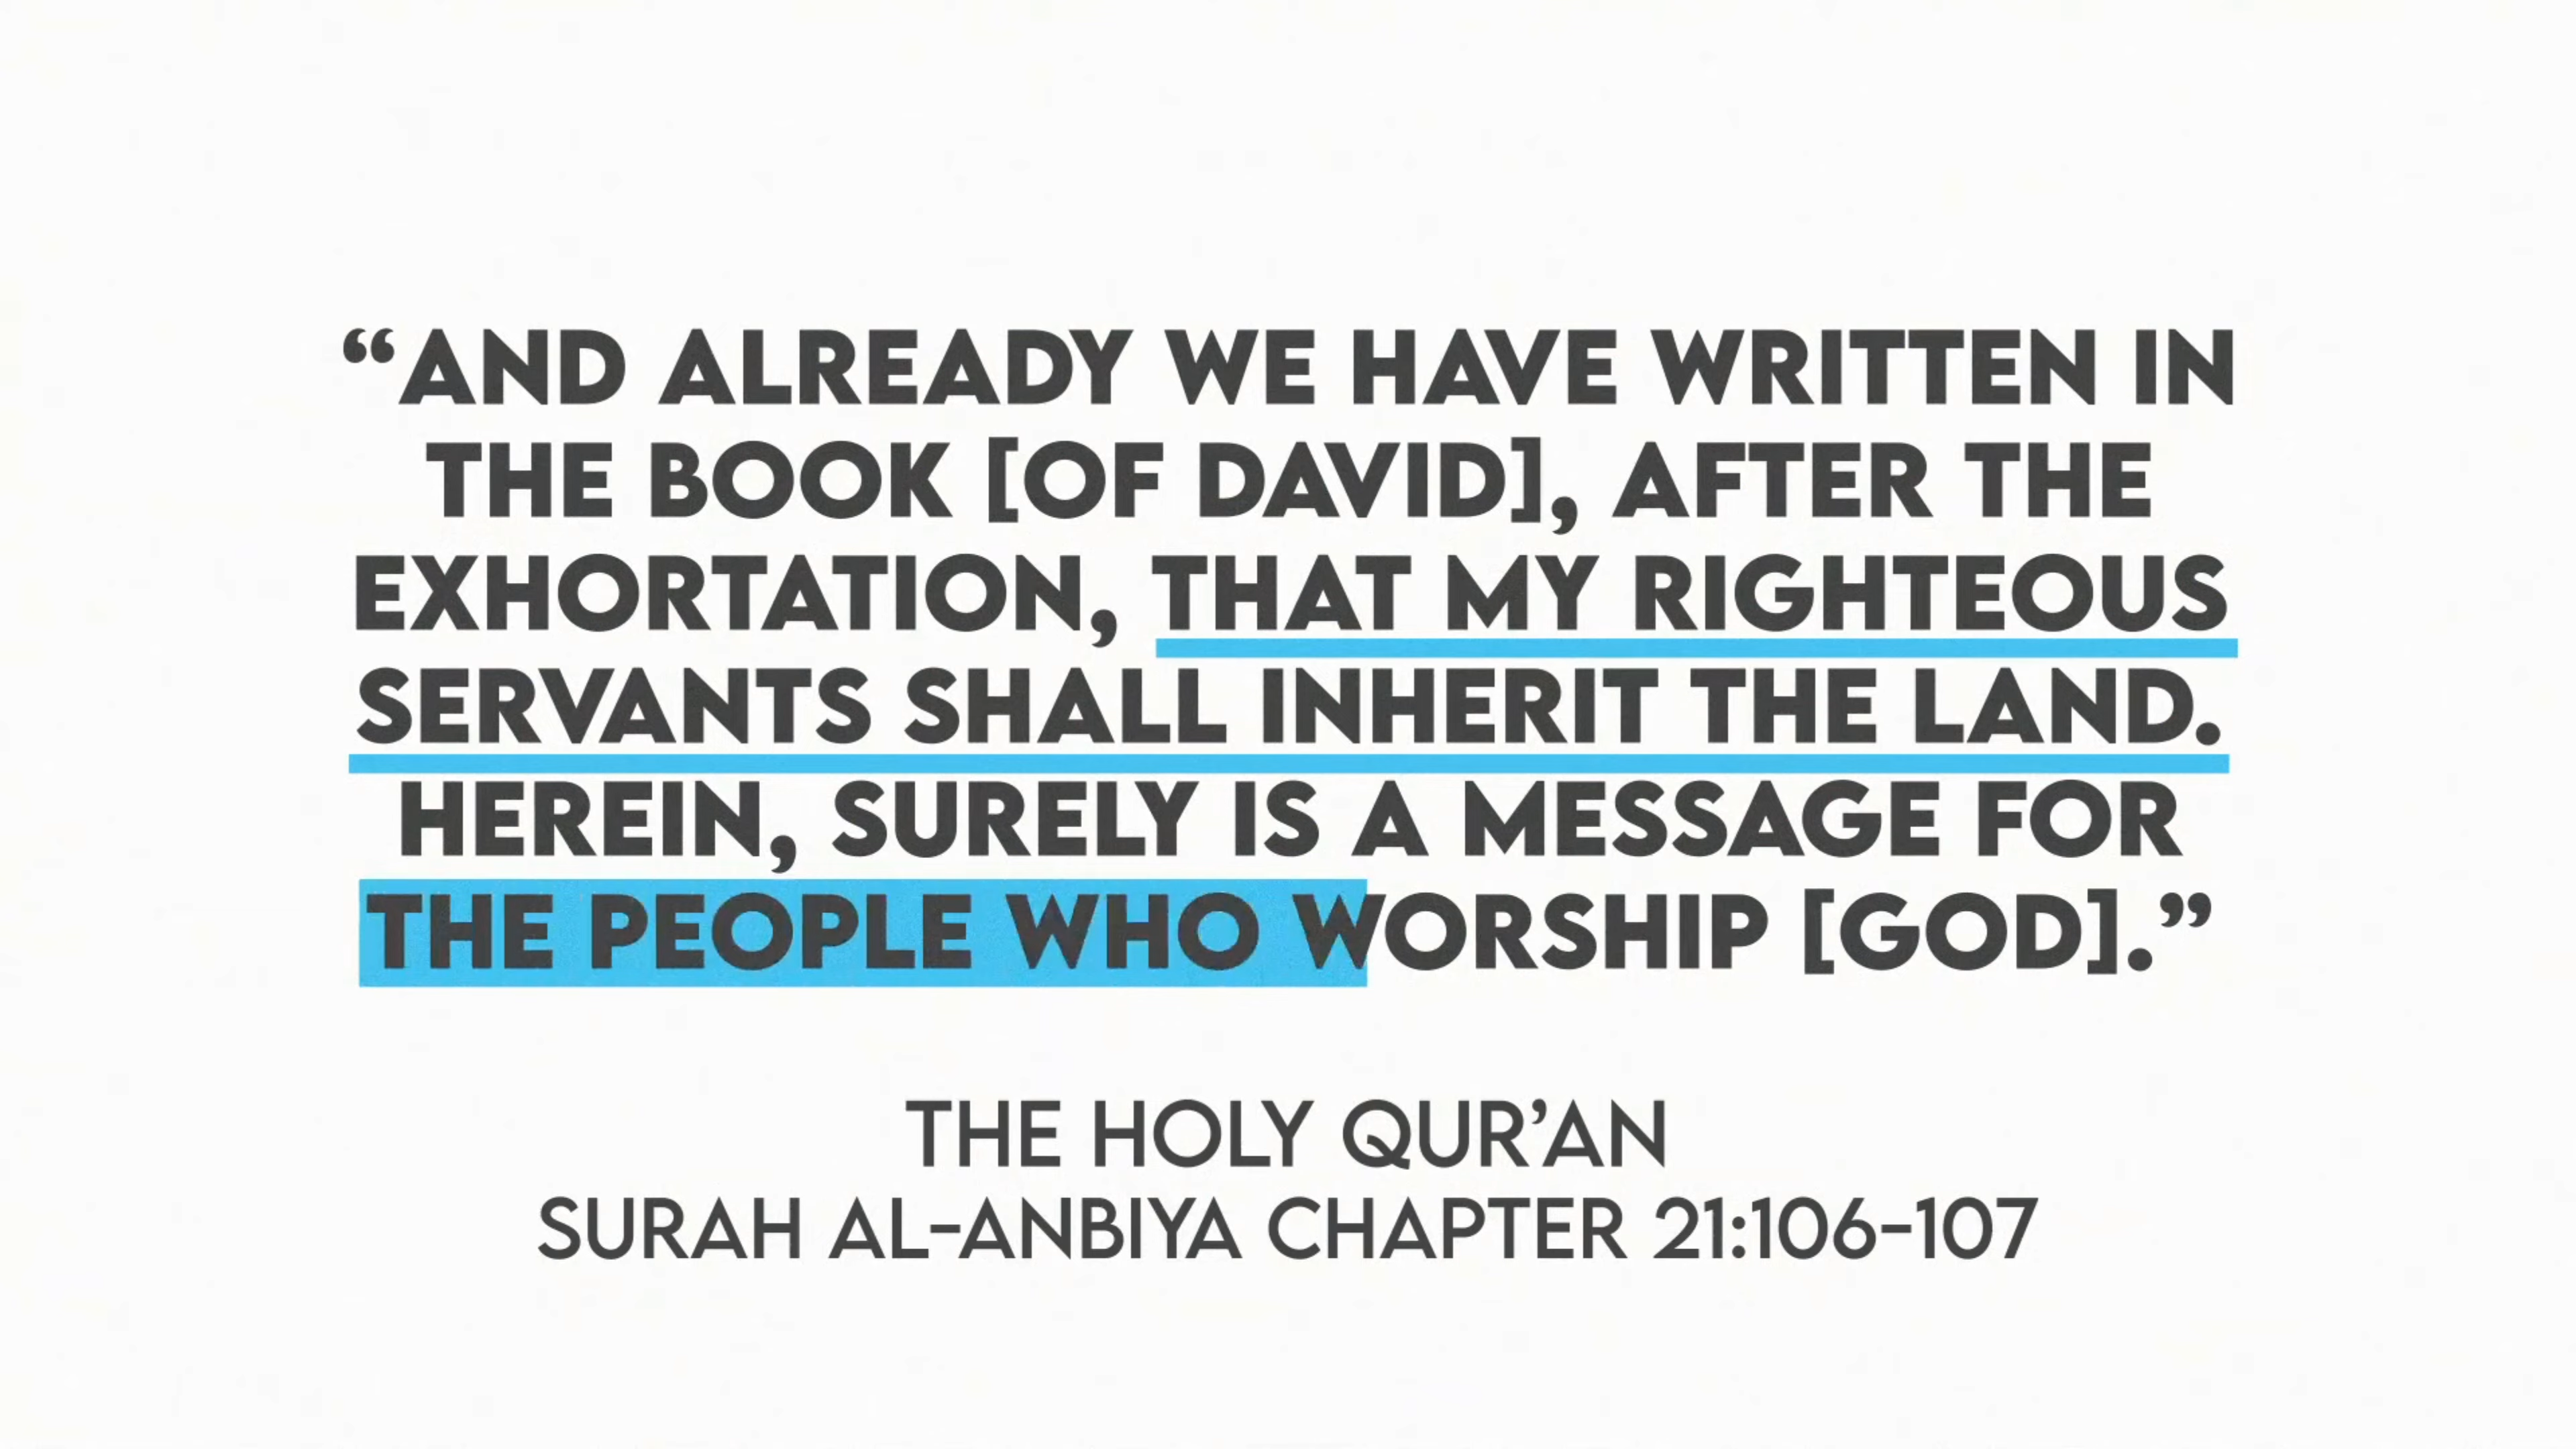 “AND ALREADY WE HAVE WRITTEN IN
THE BOOK [OF DAVID], AFTER THE
EXHORTATION, THAT MY RIGHTEOUS
SERVANTS SHALL INHERIT THE LAND.
HEREIN, SURELY IS A MESSAGE FOR
THE PEOPLE WHO WORSHIP [GOD].”
THE HOLY QUR’AN
SURAH AL-ANBIYA CHAPTER 21:106-107